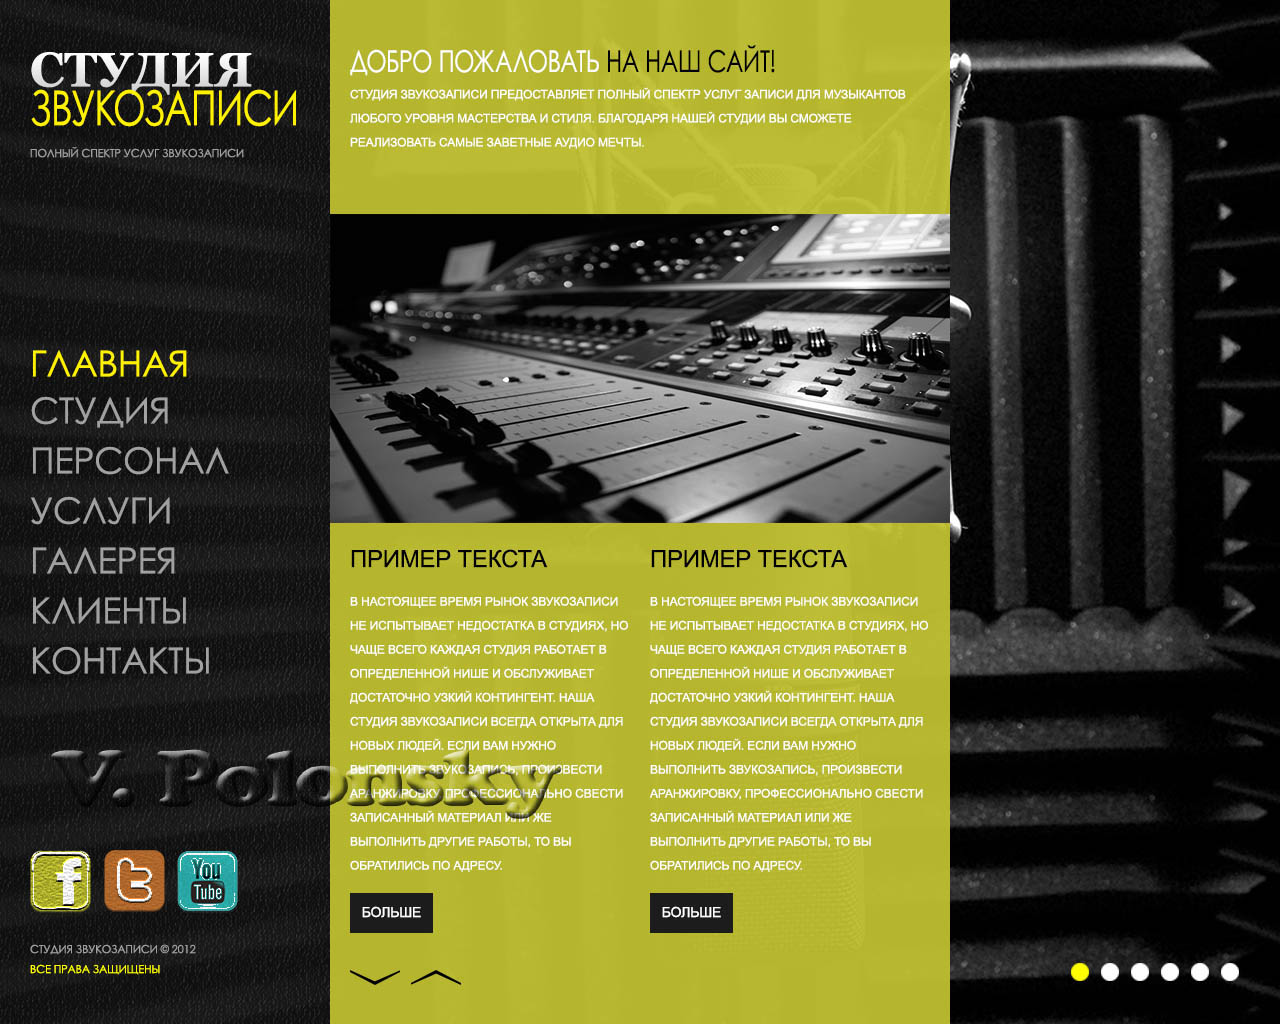 СТУДИЯ
ЗВУКОЗАПИСИ
ПОЛНЫЙ СПЕКТР УСЛУГ ЗВУКОЗАПИСИ
ГЛАВНАЯ
СТУДИЯ
ПЕРСОНАЛ
УСЛУГИ
ГАЛЕРЕЯ
КЛИЕНТЫ
КОНТАКТЫ
V. Polonsky
f
t
You
Tube
СТУДИЯ ЗВУКОЗАПИСИ © 2012
ВСЕ ПРАВА ЗАЩИЩЕНЫ
ДОБРО ПОЖАЛОВАТЬ НА НАШ САЙТ!
СТУДИЯ ЗВУКОЗАПИСИ ПРЕДОСТАВЛЯЕТ ПОЛНЫЙ СПЕКТР УСЛУГ ЗАПИСИ ДЛЯ МУЗЫКАНТОВ
ЛЮБОГО УРОВНЯ МАСТЕРСТВА И СТИЛЯ. БЛАГОДАРЯ НАШЕЙ СТУДИИ ВЫ СМОЖЕТЕ
РЕАЛИЗОВАТЬ САМЫЕ ЗАВЕТНЫЕ АУДИО МЕЧТЫ.
ПРИМЕР ТЕКСТА
В НАСТОЯЩЕЕ ВРЕМЯ РЫНОК ЗВУКОЗАПИСИ
НЕ ИСПЫТЫВАЕТ НЕДОСТАТКА В СТУДИЯХ, НО
ЧАЩЕ ВСЕГО КАЖДАЯ СТУДИЯ РАБОТАЕТ В
ОПРЕДЕЛЕННОЙ НИШЕ И ОБСЛУЖИВАЕТ
ДОСТАТОЧНО УЗКИЙ КОНТИНГЕНТ. НАША
СТУДИЯ ЗВУКОЗАПИСИ ВСЕГДА ОТКРЫТА ДЛЯ
НОВЫХ ЛЮДЕЙ. ЕСЛИ ВАМ НУЖНО
ВЫПОЛНИТЬ ЗВУКОЗАПИСЬ, ПРОИЗВЕСТИ
АРАНЖИРОВКУ, ПРОФЕССИОНАЛЬНО СВЕСТИ
ЗАПИСАННЫЙ МАТЕРИАЛ ИЛИ ЖЕ
ВЫПОЛНИТЬ ДРУГИЕ РАБОТЫ, ТО ВЫ
ОБРАТИЛИСЬ ПО АДРЕСУ.
БОЛЬШЕ
ПРИМЕР ТЕКСТА
В НАСТОЯЩЕЕ ВРЕМЯ РЫНОК ЗВУКОЗАПИСИ
НЕ ИСПЫТЫВАЕТ НЕДОСТАТКА В СТУДИЯХ, НО
ЧАЩЕ ВСЕГО КАЖДАЯ СТУДИЯ РАБОТАЕТ В
ОПРЕДЕЛЕННОЙ НИШЕ И ОБСЛУЖИВАЕТ
ДОСТАТОЧНО УЗКИЙ КОНТИНГЕНТ. НАША
СТУДИЯ ЗВУКОЗАПИСИ ВСЕГДА ОТКРЫТА ДЛЯ
НОВЫХ ЛЮДЕЙ. ЕСЛИ ВАМ НУЖНО
ВЫПОЛНИТЬ ЗВУКОЗАПИСЬ, ПРОИЗВЕСТИ
АРАНЖИРОВКУ, ПРОФЕССИОНАЛЬНО СВЕСТИ
ЗАПИСАННЫЙ МАТЕРИАЛ ИЛИ ЖЕ
ВЫПОЛНИТЬ ДРУГИЕ РАБОТЫ, ТО ВЫ
ОБРАТИЛИСЬ ПО АДРЕСУ.
БОЛЬШЕ